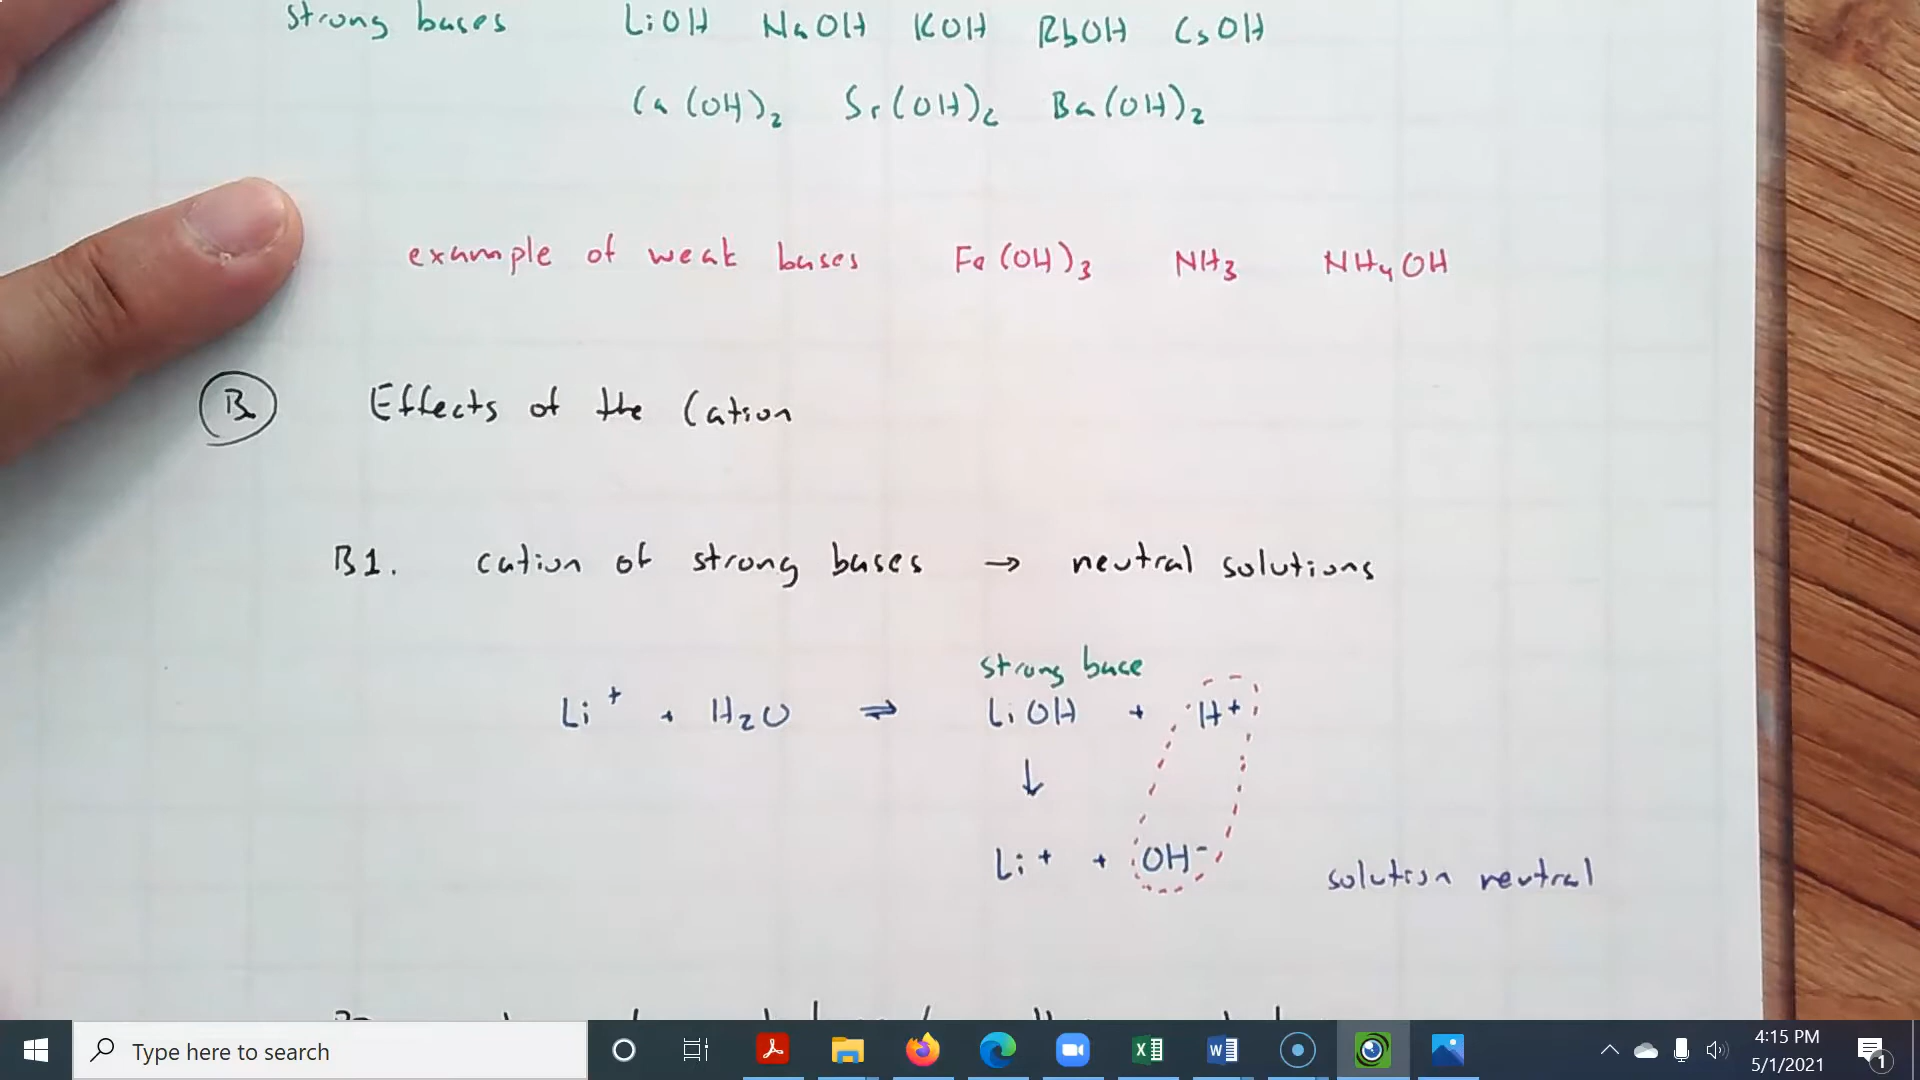 strong bases LiOH NaOH KOH RbOH CsOH
Ca(OH)₂ Sr(OH)₂ Ba(OH)₂
example of weak bases Fe(OH)₃ NH₃ NH₄OH
B Effects of the Cation
B1. cation of strong bases → neutral solutions
strong base
Li⁺ + H₂O ⇌ LiOH + H⁺
↓
Li⁺ + OH⁻ solution neutral
Type here to search
4:15 PM
5/1/2021
1